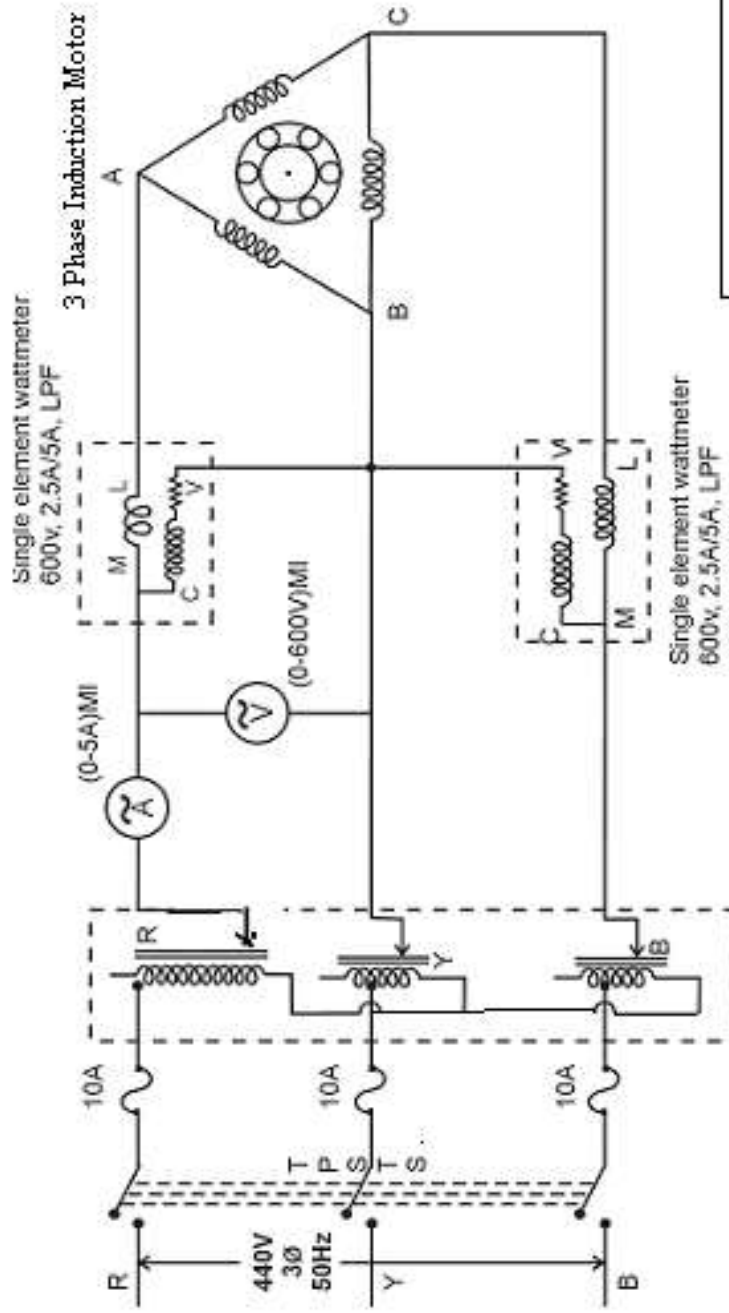 3 Phase Induction Motor
Single element wattmeter
600v, 2.5A/5A, LPF
(0-5A)MI
(0-600V)MI
R
440V
3Ø
50Hz
Y
B
T
P
S
T
S
10A
10A
10A
R
Y
B
A
V
M
L
C
V
C
V
M
L
A
B
C
Single element wattmeter
600v, 2.5A/5A, LPF